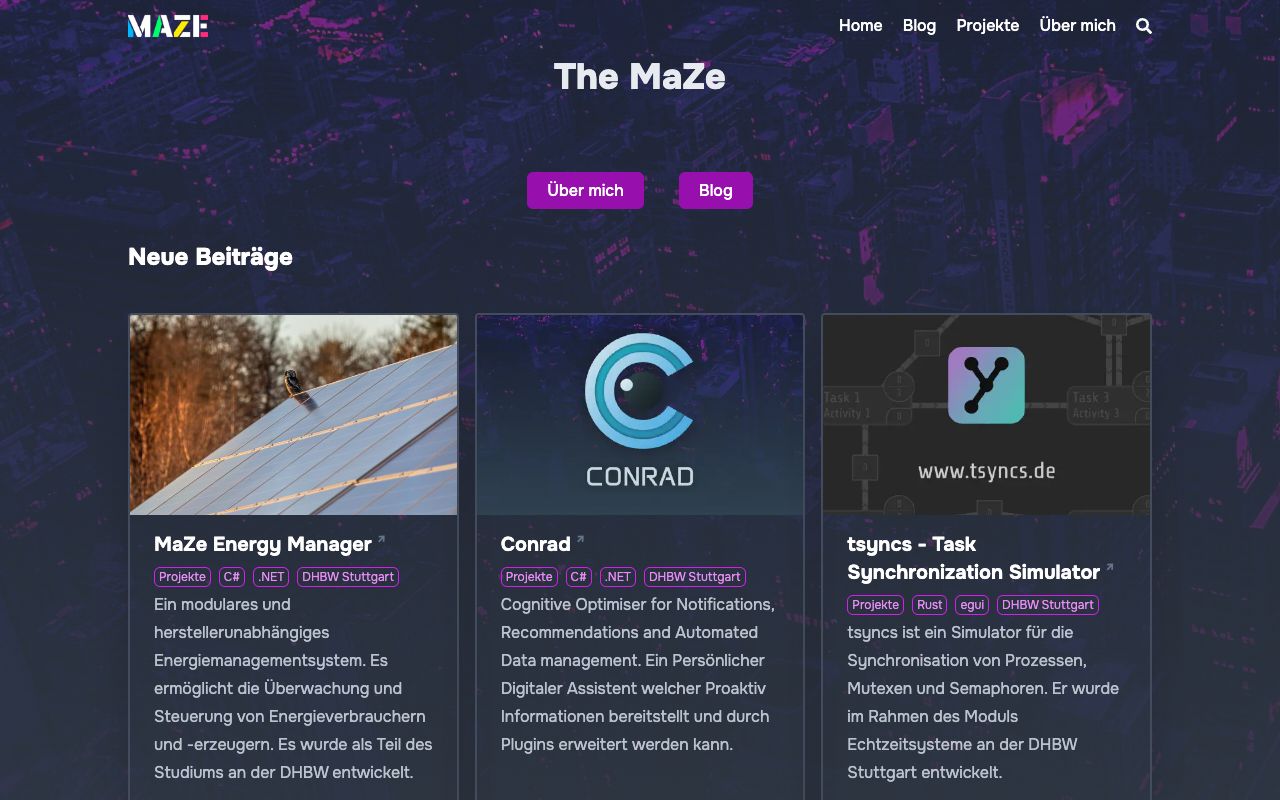 MAZE
Home Blog Projekte Über mich
The MaZe
Über mich Blog
Neue Beiträge
MaZe Energy Manager
Projekte C# .NET DHBW Stuttgart
Ein modulares und
herstellerunabhängiges
Energiemanagementsystem. Es
ermöglicht die Überwachung und
Steuerung von Energieverbrauchern
und -erzeugern. Es wurde als Teil des
Studiums an der DHBW entwickelt.
CONRAD
Conrad
Projekte C# .NET DHBW Stuttgart
Cognitive Optimiser for Notifications,
Recommendations and Automated
Data management. Ein Persönlicher
Digitaler Assistent welcher Proaktiv
Informationen bereitstellt und durch
Plugins erweitert werden kann.
Task 1
Activity 1
Task 3
Activity 3
www.tsyncs.de
tsyncs - Task
Synchronization Simulator
Projekte Rust egui DHBW Stuttgart
tsyncs ist ein Simulator für die
Synchronisation von Prozessen,
Mutexen und Semaphoren. Er wurde
im Rahmen des Moduls
Echtzeitsysteme an der DHBW
Stuttgart entwickelt.